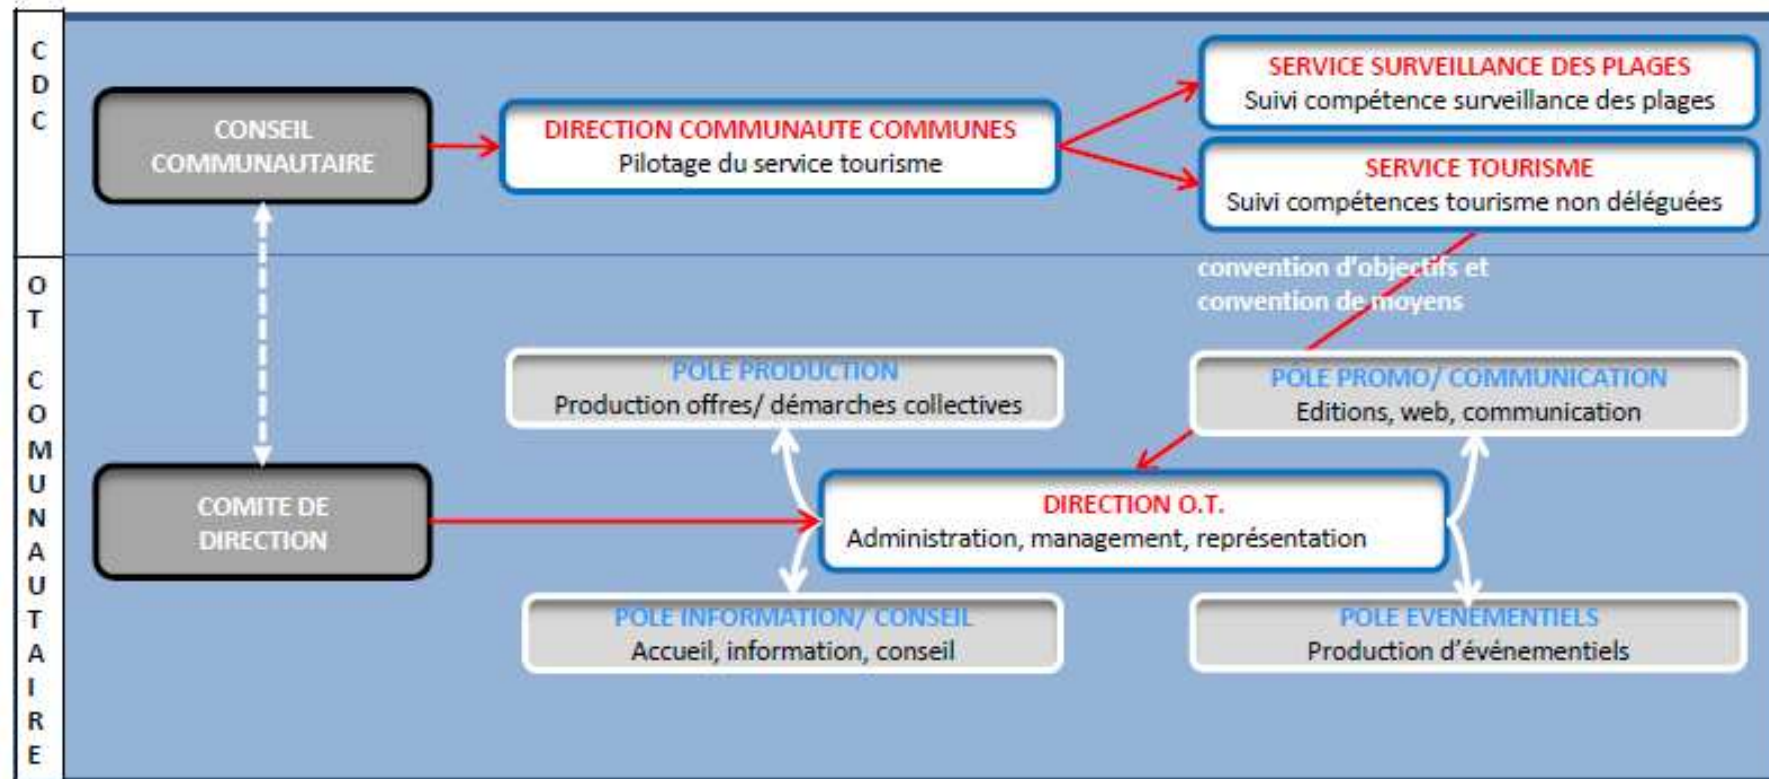 CDC
CONSEIL
COMMUNAUTAIRE
DIRECTION COMMUNAUTE COMMUNES
Pilotage du service tourisme
SERVICE SURVEILLANCE DES PLAGES
Suivi compétence surveillance des plages
SERVICE TOURISME
Suivi compétences tourisme non déléguées
OT COMUNAUTAIRE
convention d'objectifs et
convention de moyens
POLE PRODUCTION
Production offres/ démarches collectives
POLE PROMO/ COMMUNICATION
Editions, web, communication
COMITE DE
DIRECTION
DIRECTION O.T.
Administration, management, représentation
POLE INFORMATION/ CONSEIL
Accueil, information, conseil
POLE EVENEMENTIELS
Production d'événementiels